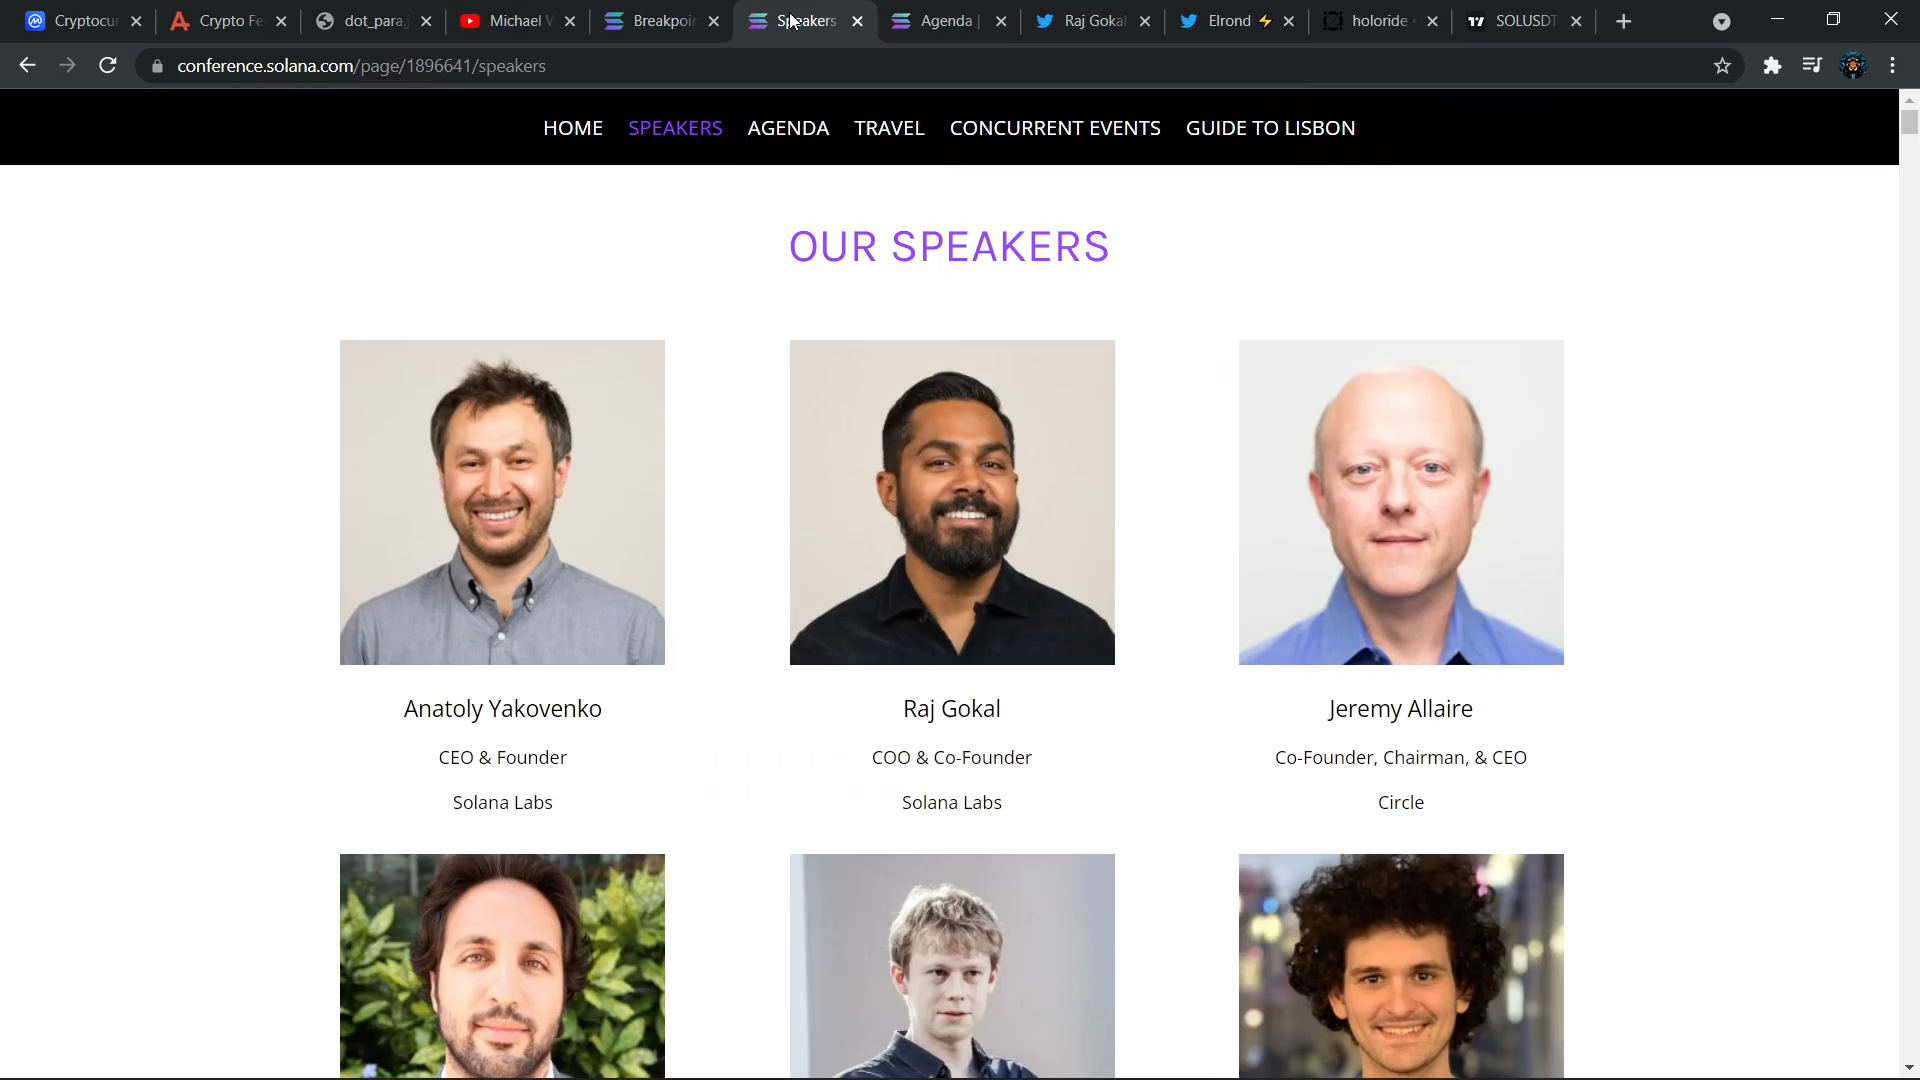 Cryptocur
Crypto Fe
dot_para.j
Michael
Breakpoi
Speakers
Agenda |
Raj Gokal
Elrond ⚡
holoride
SOLUSDT
conference.solana.com/page/1896641/speakers
HOME SPEAKERS AGENDA TRAVEL CONCURRENT EVENTS GUIDE TO LISBON
OUR SPEAKERS
Anatoly Yakovenko
CEO & Founder
Solana Labs
Raj Gokal
COO & Co-Founder
Solana Labs
Jeremy Allaire
Co-Founder, Chairman, & CEO
Circle